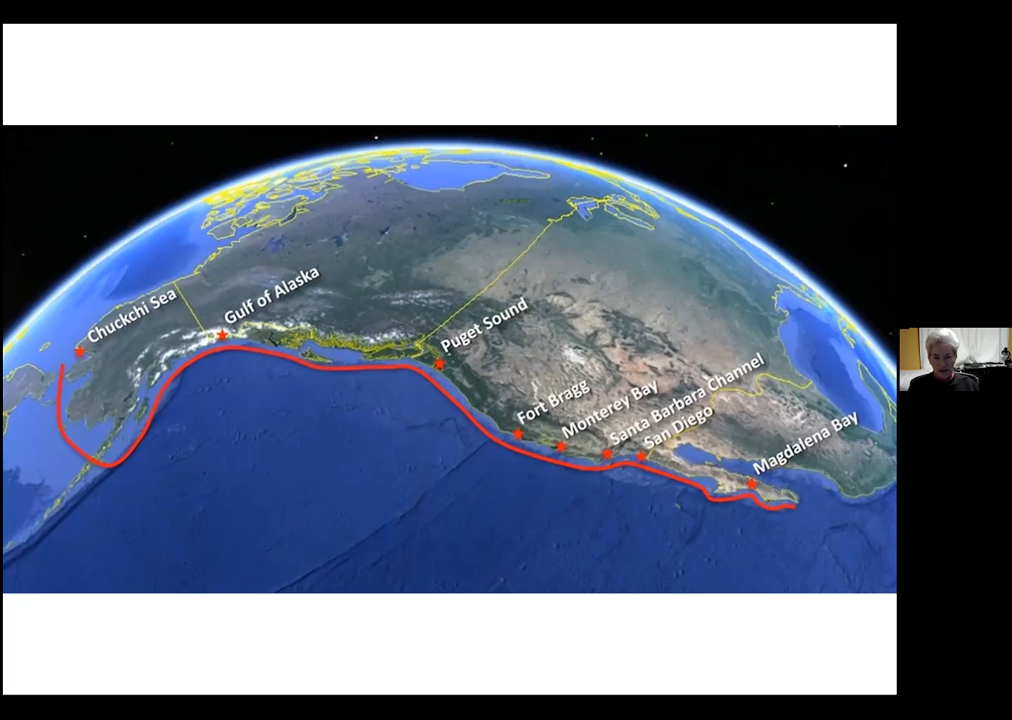 Chuckchi Sea
Gulf of Alaska
Puget Sound
Fort Bragg
Monterey Bay
Santa Barbara Channel
San Diego
Magdalena Bay